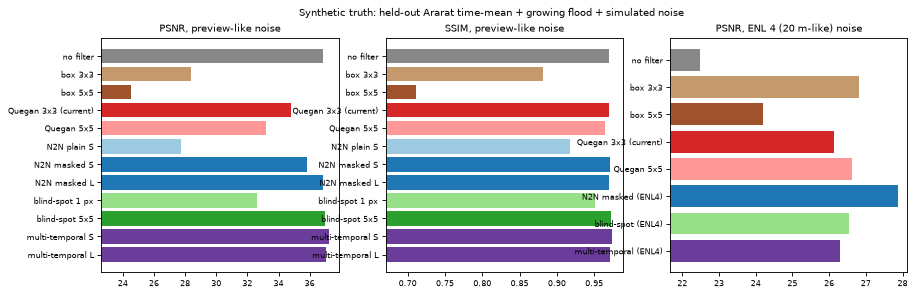 Synthetic truth: held-out Ararat time-mean + growing flood + simulated noise
PSNR, preview-like noise
no filter
box 3x3
box 5x5
Quegan 3x3 (current)
Quegan 5x5
N2N plain S
N2N masked S
N2N masked L
blind-spot 1 px
blind-spot 5x5
multi-temporal S
multi-temporal L
24 26 28 30 32 34 36
SSIM, preview-like noise
no filter
box 3x3
box 5x5
Quegan 3x3 (current)
Quegan 5x5
N2N plain S
N2N masked S
N2N masked L
blind-spot 1 px
blind-spot 5x5
multi-temporal S
multi-temporal L
0.70 0.75 0.80 0.85 0.90 0.95
PSNR, ENL 4 (20 m-like) noise
no filter
box 3x3
box 5x5
Quegan 3x3 (current)
Quegan 5x5
N2N masked (ENL4)
blind-spot (ENL4)
multi-temporal (ENL4)
22 23 24 25 26 27 28